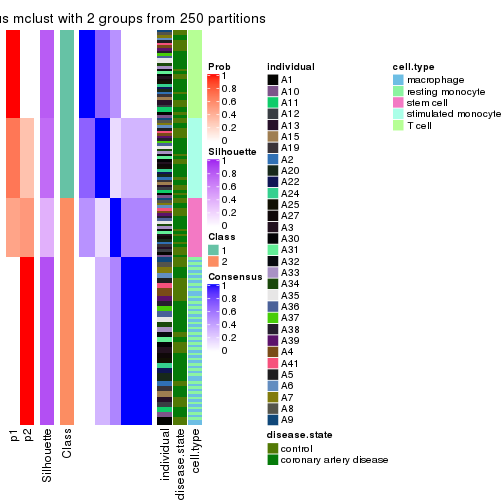 us mclust with 2 groups from 250 partitions
Prob
1
0.8
0.6
0.4
0.2
0
Silhouette
1
0.8
0.6
0.4
0.2
0
Class
1
2
Consensus
1
0.8
0.6
0.4
0.2
0
individual
A1
A10
A11
A12
A13
A15
A19
A2
A20
A22
A24
A25
A27
A3
A30
A31
A32
A33
A34
A35
A36
A37
A38
A39
A4
A41
A5
A6
A7
A8
A9
disease.state
control
coronary artery disease
cell.type
macrophage
resting monocyte
stem cell
stimulated monocyte
T cell
p1
p2
Silhouette
Class
individual
disease.state
cell.type